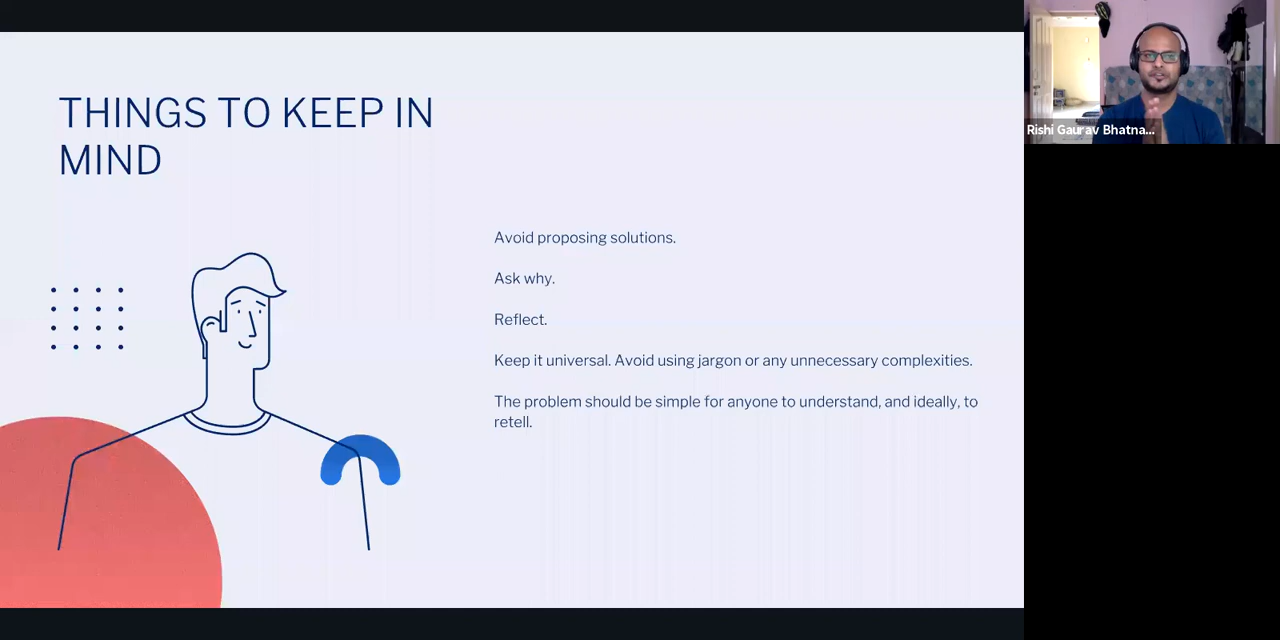 THINGS TO KEEP IN
MIND
Avoid proposing solutions.
Ask why.
Reflect.
Keep it universal. Avoid using jargon or any unnecessary complexities.
The problem should be simple for anyone to understand, and ideally, to
retell.
Rishi Gaurav Bhatna...